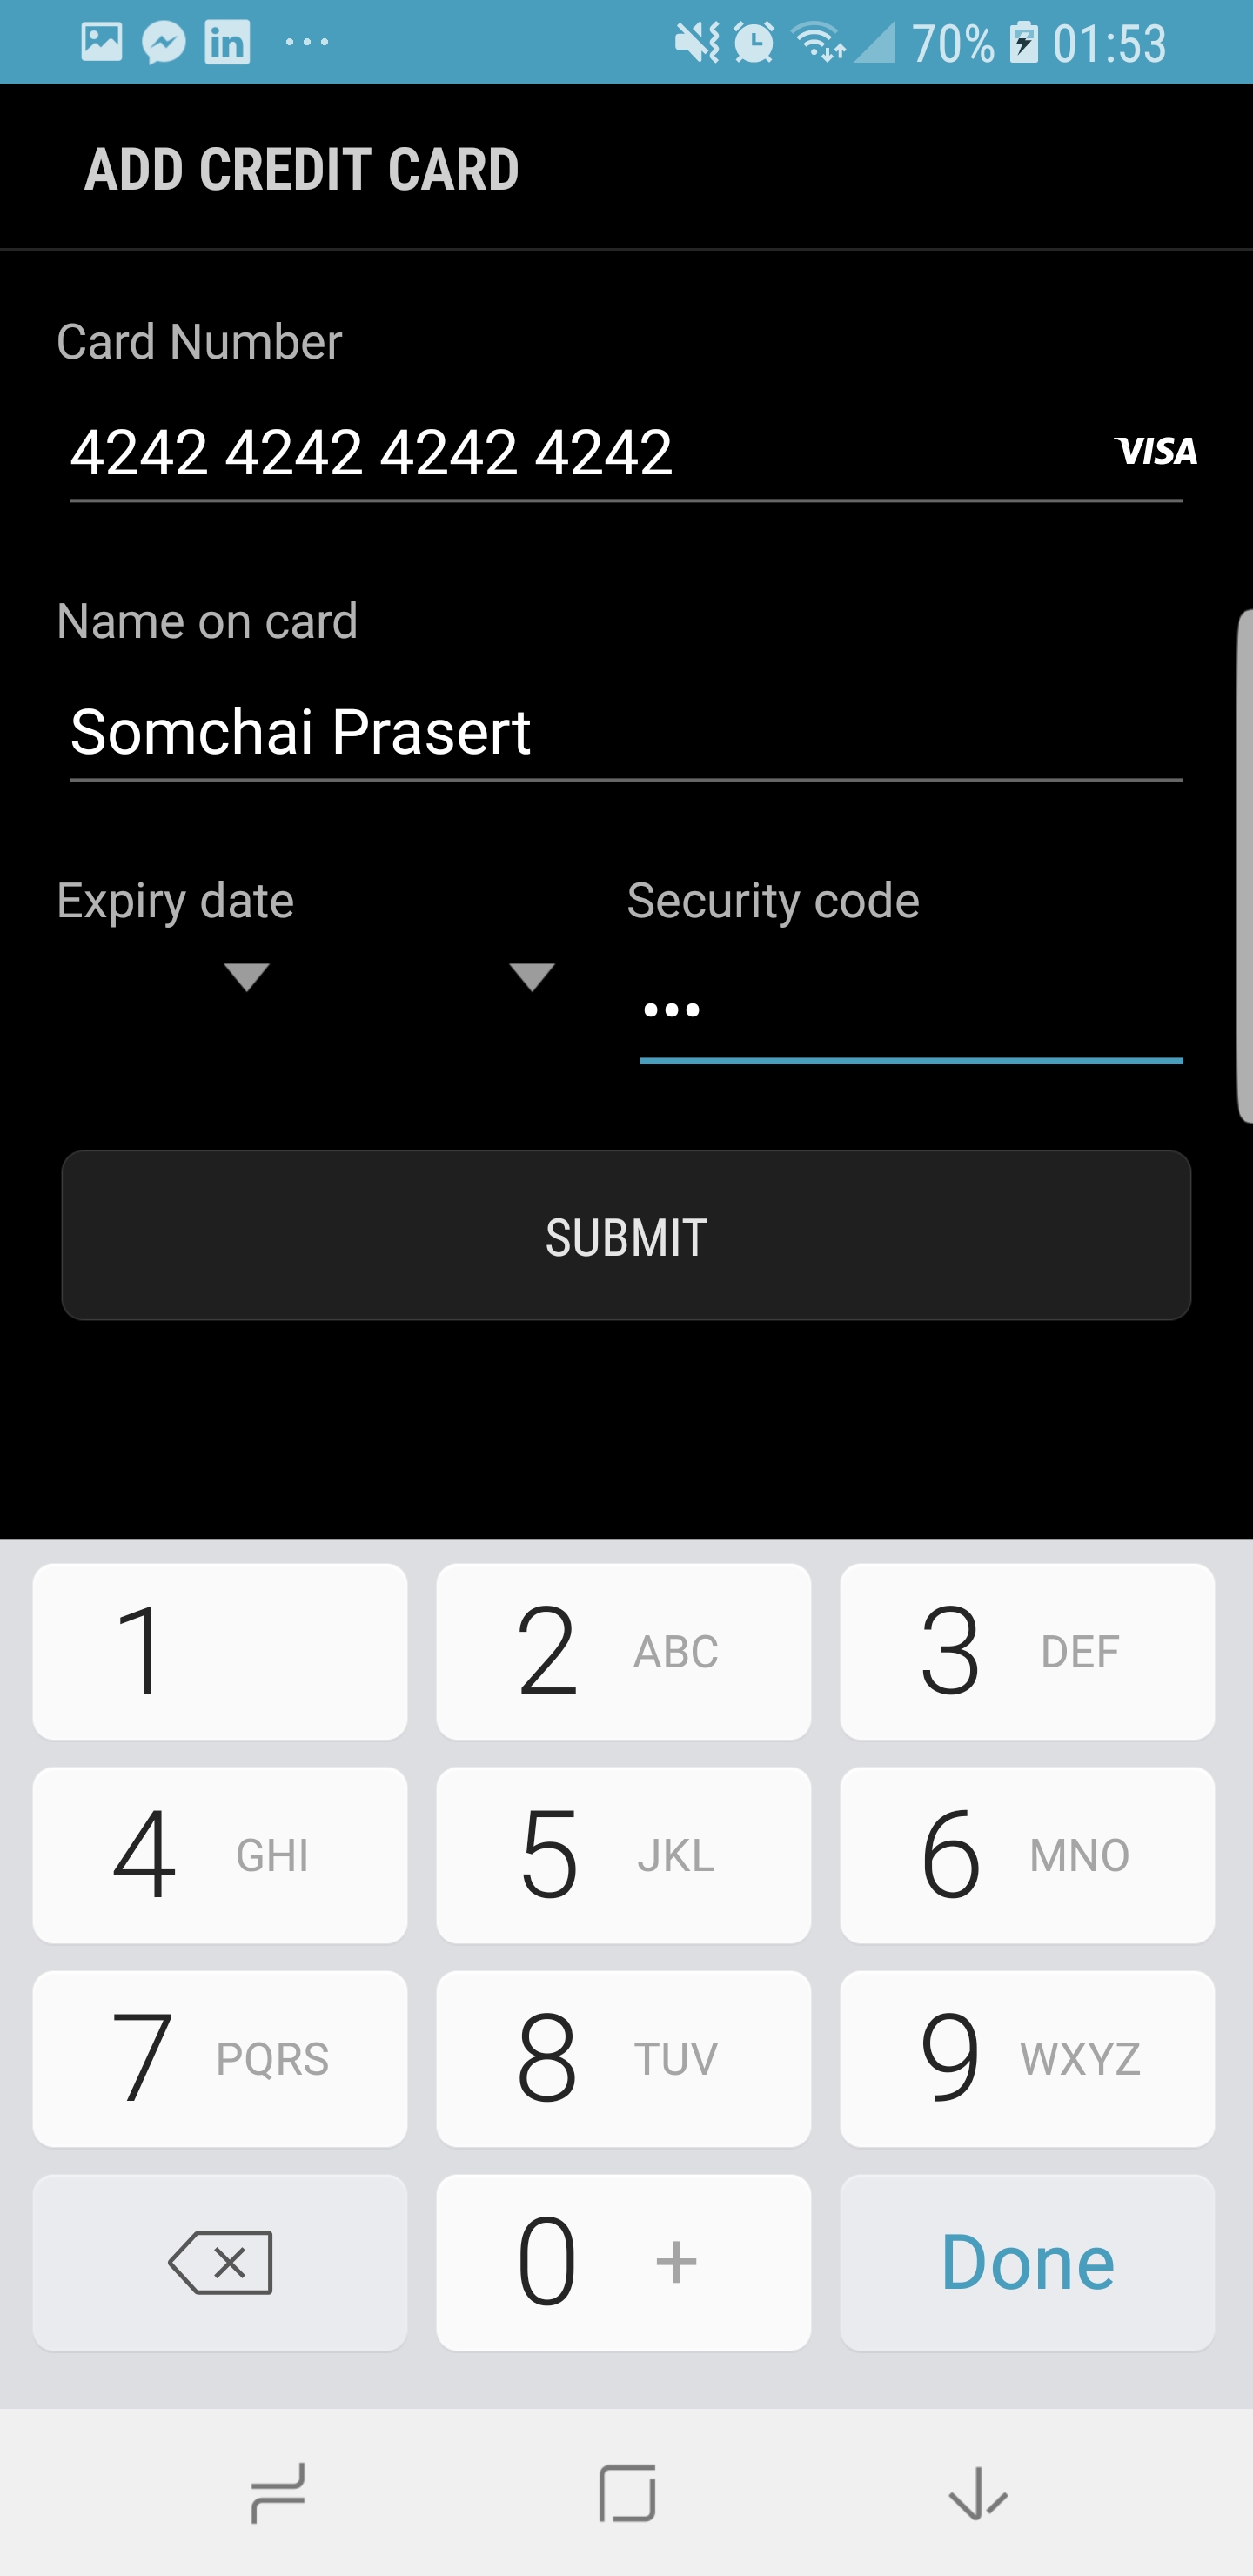 70% 01:53
ADD CREDIT CARD
Card Number
4242 4242 4242 4242 VISA
Name on card
Somchai Prasert
Expiry date Security code
•••
SUBMIT
1 2 ABC 3 DEF
4 GHI 5 JKL 6 MNO
7 PQRS 8 TUV 9 WXYZ
0 + Done